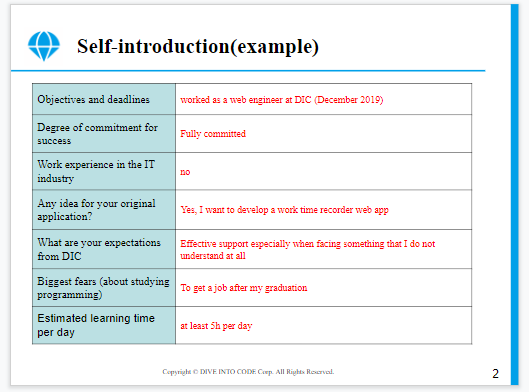 Self-introduction(example)
Objectives and deadlines
worked as a web engineer at DIC (December 2019)
Degree of commitment for
success
Fully committed
Work experience in the IT
industry
no
Any idea for your original
application?
Yes, I want to develop a work time recorder web app
What are your expectations
from DIC
Effective support especially when facing something that I do not
understand at all
Biggest fears (about studying
programming)
To get a job after my graduation
Estimated learning time
per day
at least 5h per day
Copyright © DIVE INTO CODE Corp. All Rights Reserved.
2